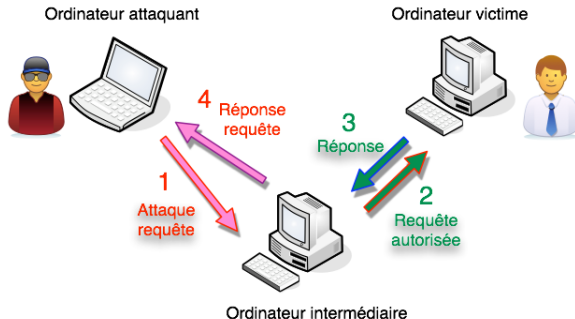 Ordinateur attaquant
Ordinateur victime
4 Réponse
requête
3
Réponse
1
Attaque
requête
2
Requête
autorisée
Ordinateur intermédiaire